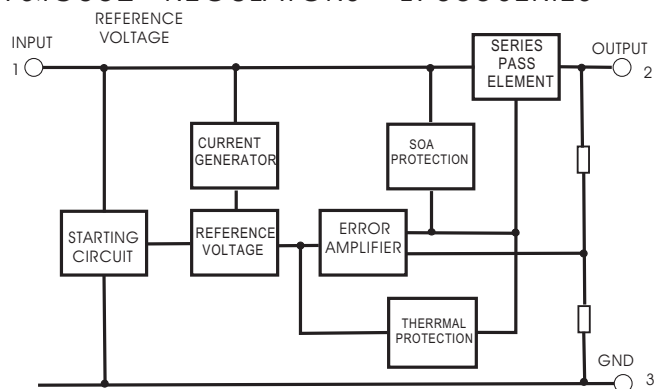 REFERENCE
VOLTAGE
INPUT
1
SERIES
PASS
ELEMENT
OUTPUT
2
CURRENT
GENERATOR
SOA
PROTECTION
STARTING
CIRCUIT
REFERENCE
VOLTAGE
ERROR
AMPLIFIER
THERRMAL
PROTECTION
GND
3